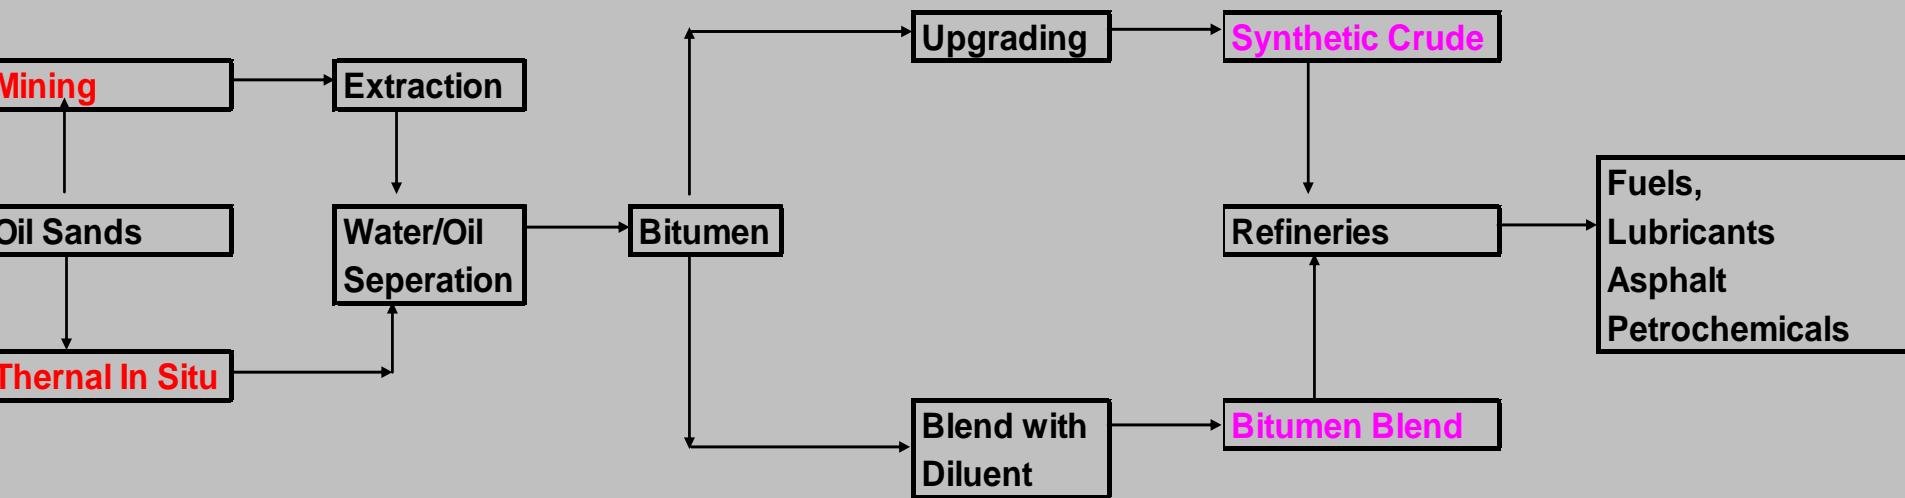 Mining
Extraction
Upgrading
Synthetic Crude
Oil Sands
Water/Oil
Seperation
Bitumen
Refineries
Fuels,
Lubricants
Asphalt
Petrochemicals
Thernal In Situ
Blend with
Diluent
Bitumen Blend